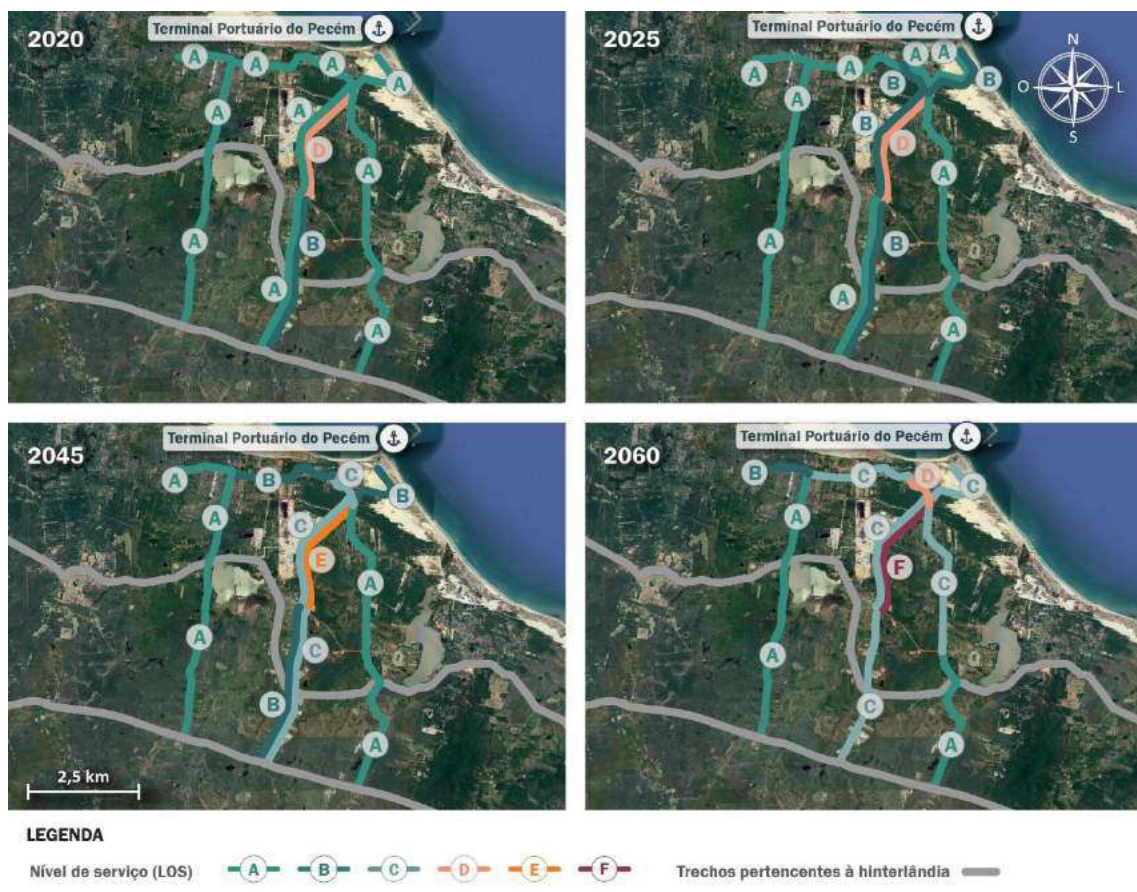 2020
Terminal Portuário do Pecém
A
A
A
A
A
A
D
A
A
B
A
A
2025
Terminal Portuário do Pecém
N
O
L
S
A
A
A
A
B
B
A
B
D
A
A
B
A
A
2045
Terminal Portuário do Pecém
A
B
C
B
A
C
E
A
A
C
B
A
2,5 km
2060
Terminal Portuário do Pecém
B
C
D
C
A
C
F
C
A
C
A
LEGENDA
Nível de serviço (LOS) A B C D E F Trechos pertencentes à hinterlândia